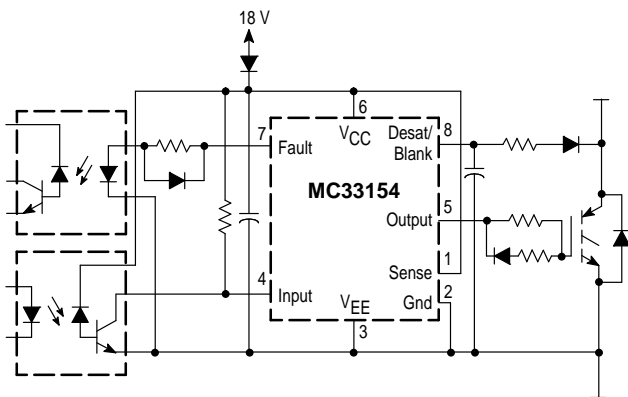 18 V
6
7
Fault
VCC
Desat/
Blank
8
MC33154
Output
5
Sense
1
4
Input
VEE
Gnd
2
3